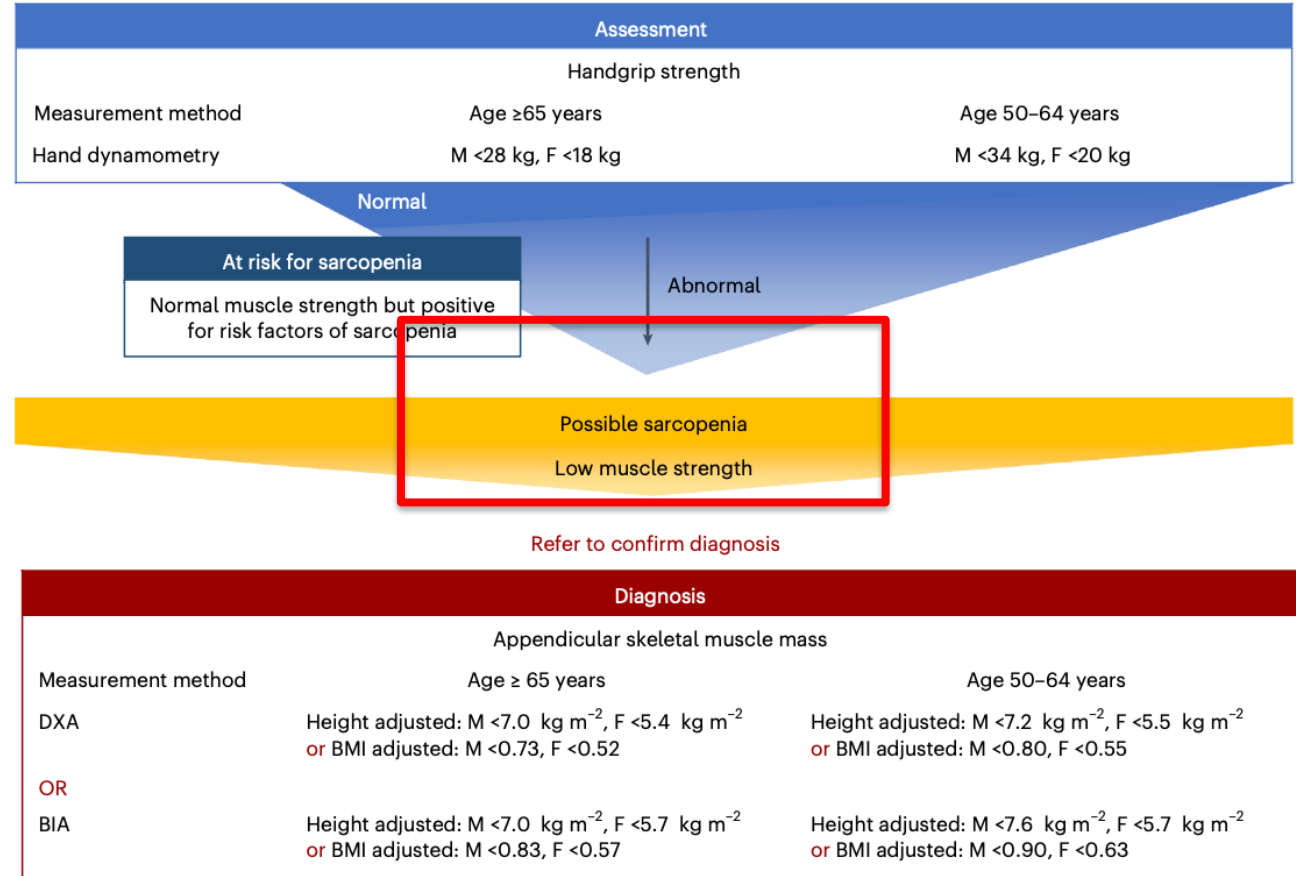 Assessment
Handgrip strength
Measurement method Age ≥65 years Age 50–64 years
Hand dynamometry M <28 kg, F <18 kg M <34 kg, F <20 kg
Normal
At risk for sarcopenia
Normal muscle strength but positive
for risk factors of sarcopenia
Abnormal
Possible sarcopenia
Low muscle strength
Refer to confirm diagnosis
Diagnosis
Appendicular skeletal muscle mass
Measurement method Age ≥ 65 years Age 50–64 years
DXA Height adjusted: M <7.0 kg m⁻², F <5.4 kg m⁻² Height adjusted: M <7.2 kg m⁻², F <5.5 kg m⁻²
or BMI adjusted: M <0.73, F <0.52 or BMI adjusted: M <0.80, F <0.55
OR
BIA Height adjusted: M <7.0 kg m⁻², F <5.7 kg m⁻² Height adjusted: M <7.6 kg m⁻², F <5.7 kg m⁻²
or BMI adjusted: M <0.83, F <0.57 or BMI adjusted: M <0.90, F <0.63